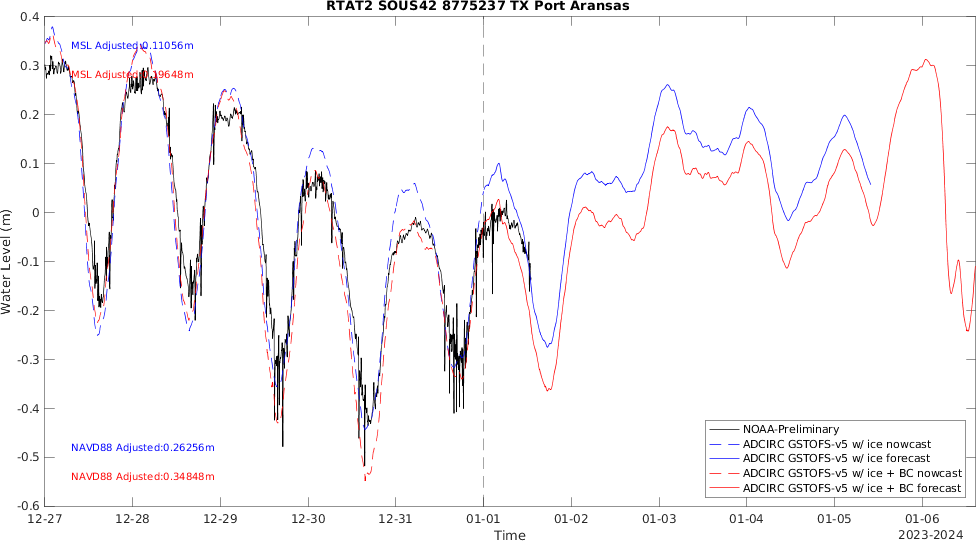 RTAT2 SOUS42 8775237 TX Port Aransas
MSL Adjusted:0.11056m
MSL Adjusted:0.19648m
NAVD88 Adjusted:0.26256m
NAVD88 Adjusted:0.34848m
Water Level (m)
0.4
0.3
0.2
0.1
0
-0.1
-0.2
-0.3
-0.4
-0.5
-0.6
12-27
12-28
12-29
12-30
12-31
01-01
01-02
01-03
01-04
01-05
01-06
2023-2024
Time
NOAA-Preliminary
ADCIRC GSTOFS-v5 w/ ice nowcast
ADCIRC GSTOFS-v5 w/ ice forecast
ADCIRC GSTOFS-v5 w/ ice + BC nowcast
ADCIRC GSTOFS-v5 w/ ice + BC forecast